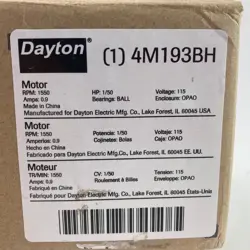 Dayton® (1) 4M193BH
Motor
RPM: 1550 HP: 1/50 Voltage: 115
Amps: 0.9 Bearings: BALL Enclosure: OPAO
Made in China
Manufactured for Dayton Electric Mfg.Co., Lake Forest, IL 60045 USA.
Motor
RPM: 1550 Potencia: 1/50 Voltaje: 115
Amperios: 0.9 Cojinetes: Bolas Cubierta: OPAO
Hecho en China
Fabricado para Dayton Electric Mfg.Co., Lake Forest, IL 60045 EE. UU.
Moteur
TR/MIN: 1550 CV: 1/50 Tension: 115
Ampères: 0.9 Roulement à Billes Enveloppe: OPAO
Fabriqué en Chine
Fabriqué pour Dayton Electric Mfg.Co., Lake Forest, IL 60045 États-Unis